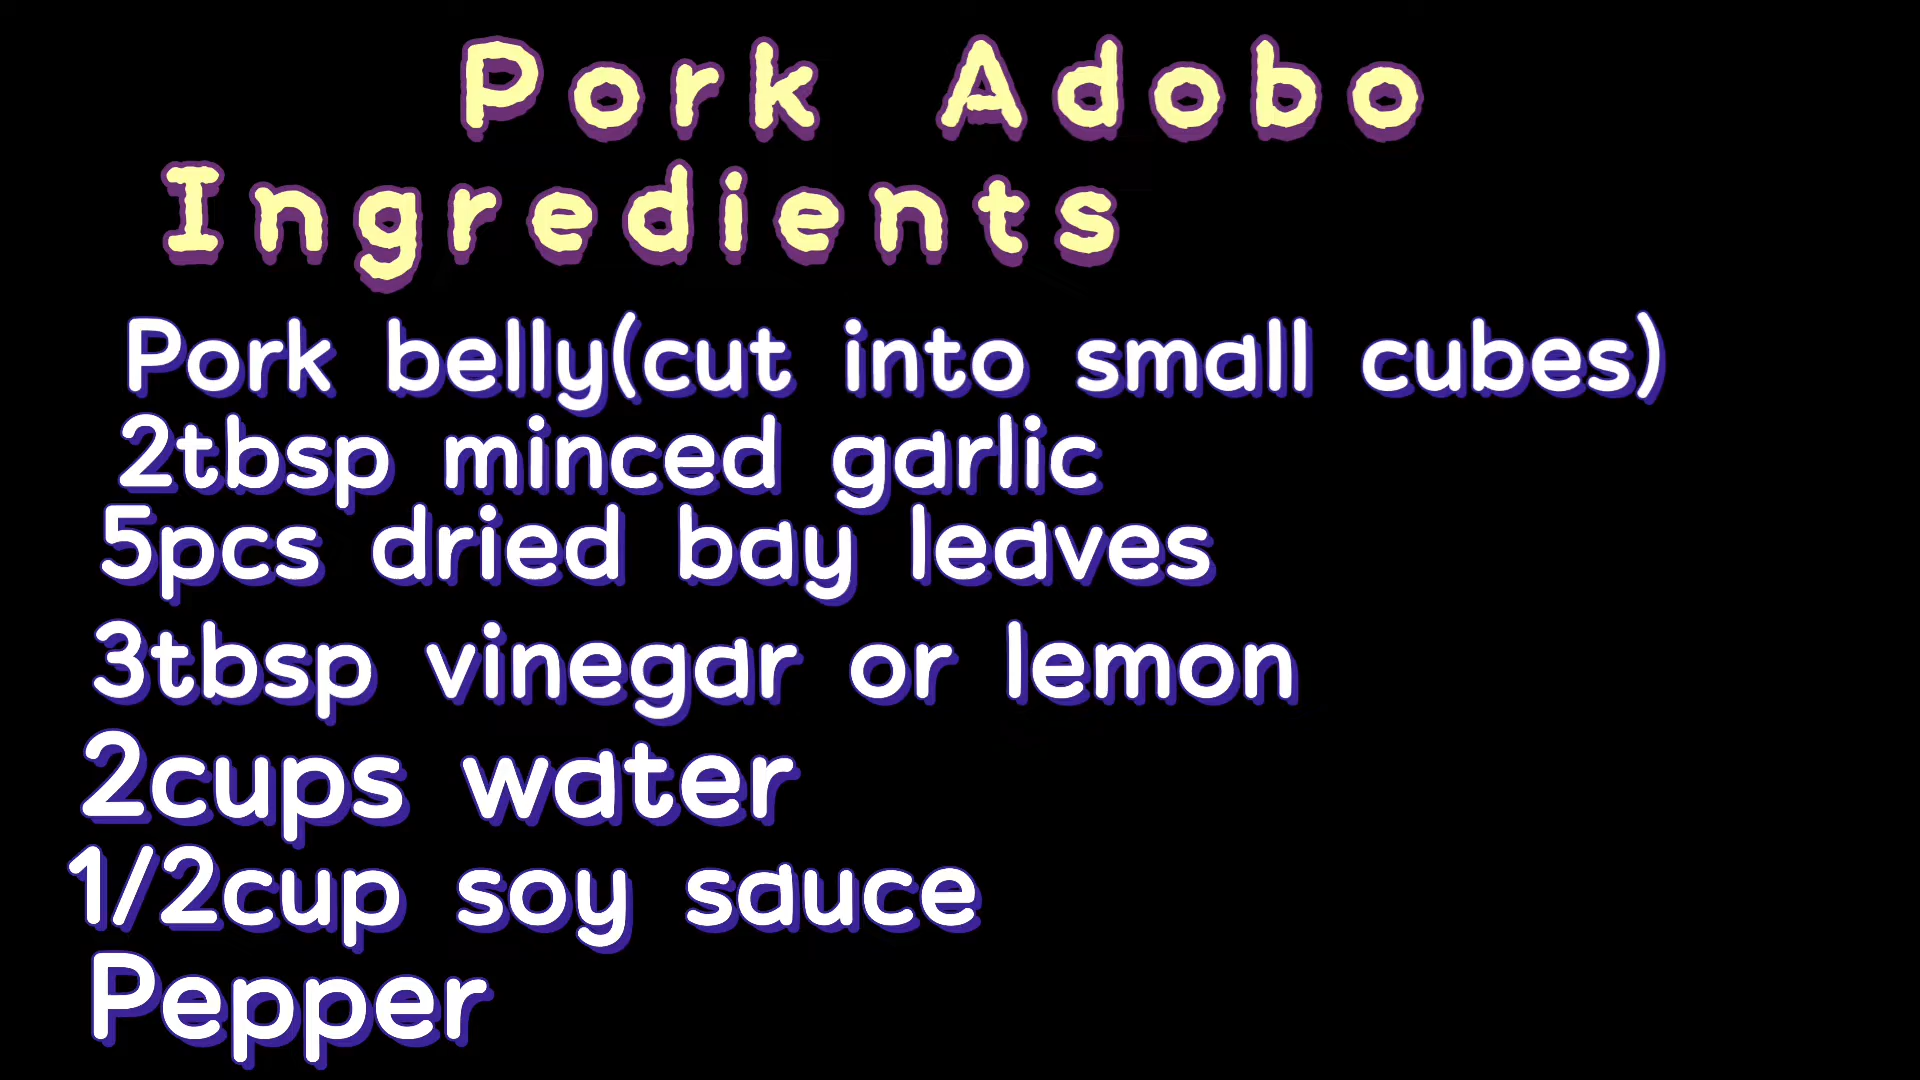 Pork Adobo
Ingredients
Pork belly(cut into small cubes)
2tbsp minced garlic
5pcs dried bay leaves
3tbsp vinegar or lemon
2cups water
1/2cup soy sauce
Pepper